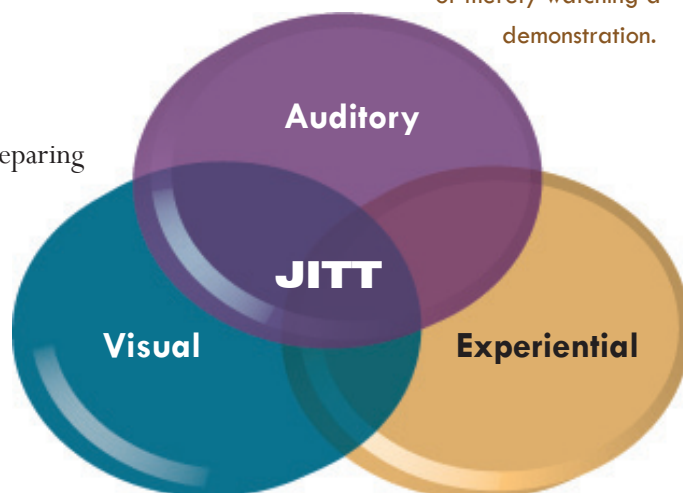 demonstration.
Auditory
eparing
JITT
Visual
Experiential